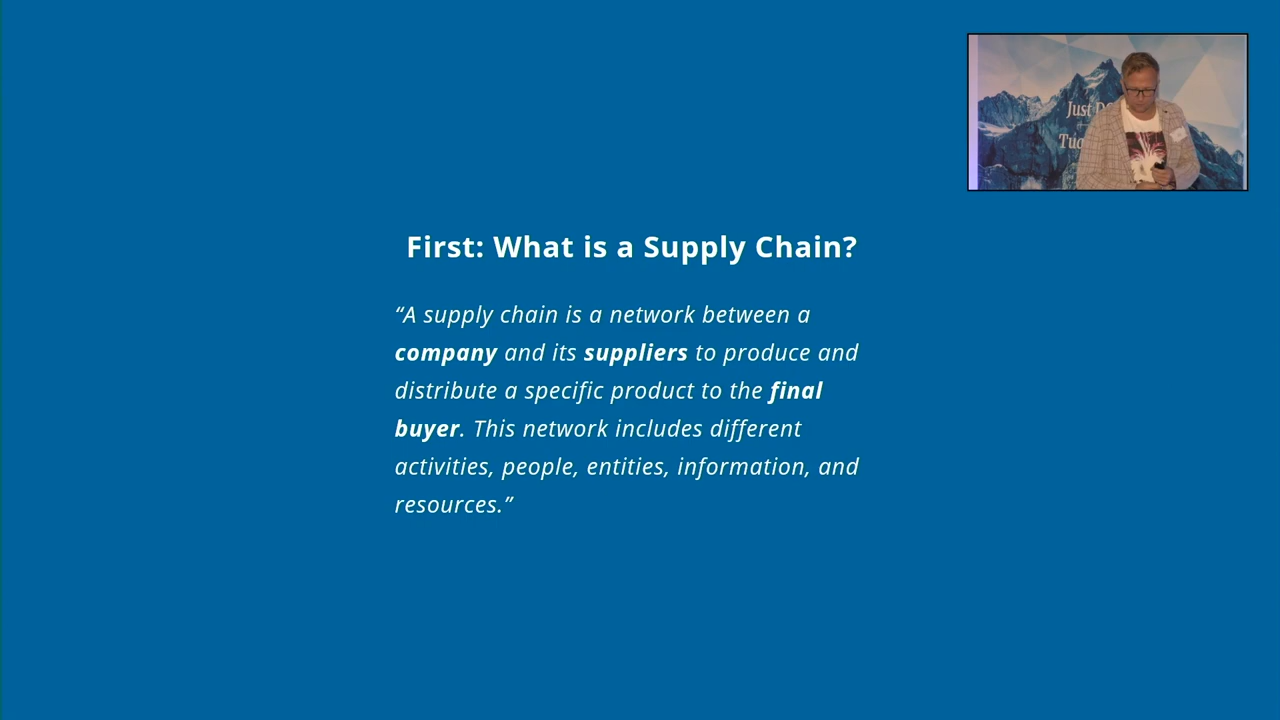 First: What is a Supply Chain?
“A supply chain is a network between a
company and its suppliers to produce and
distribute a specific product to the final
buyer. This network includes different
activities, people, entities, information, and
resources.”
Just